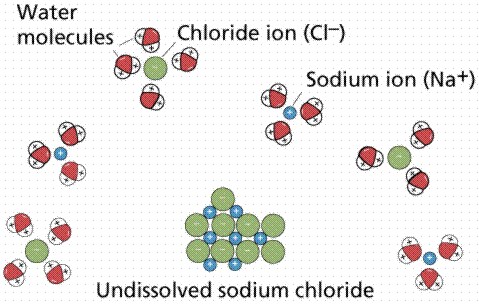 Water
molecules
Chloride ion (Cl–)
Sodium ion (Na+)
Undissolved sodium chloride